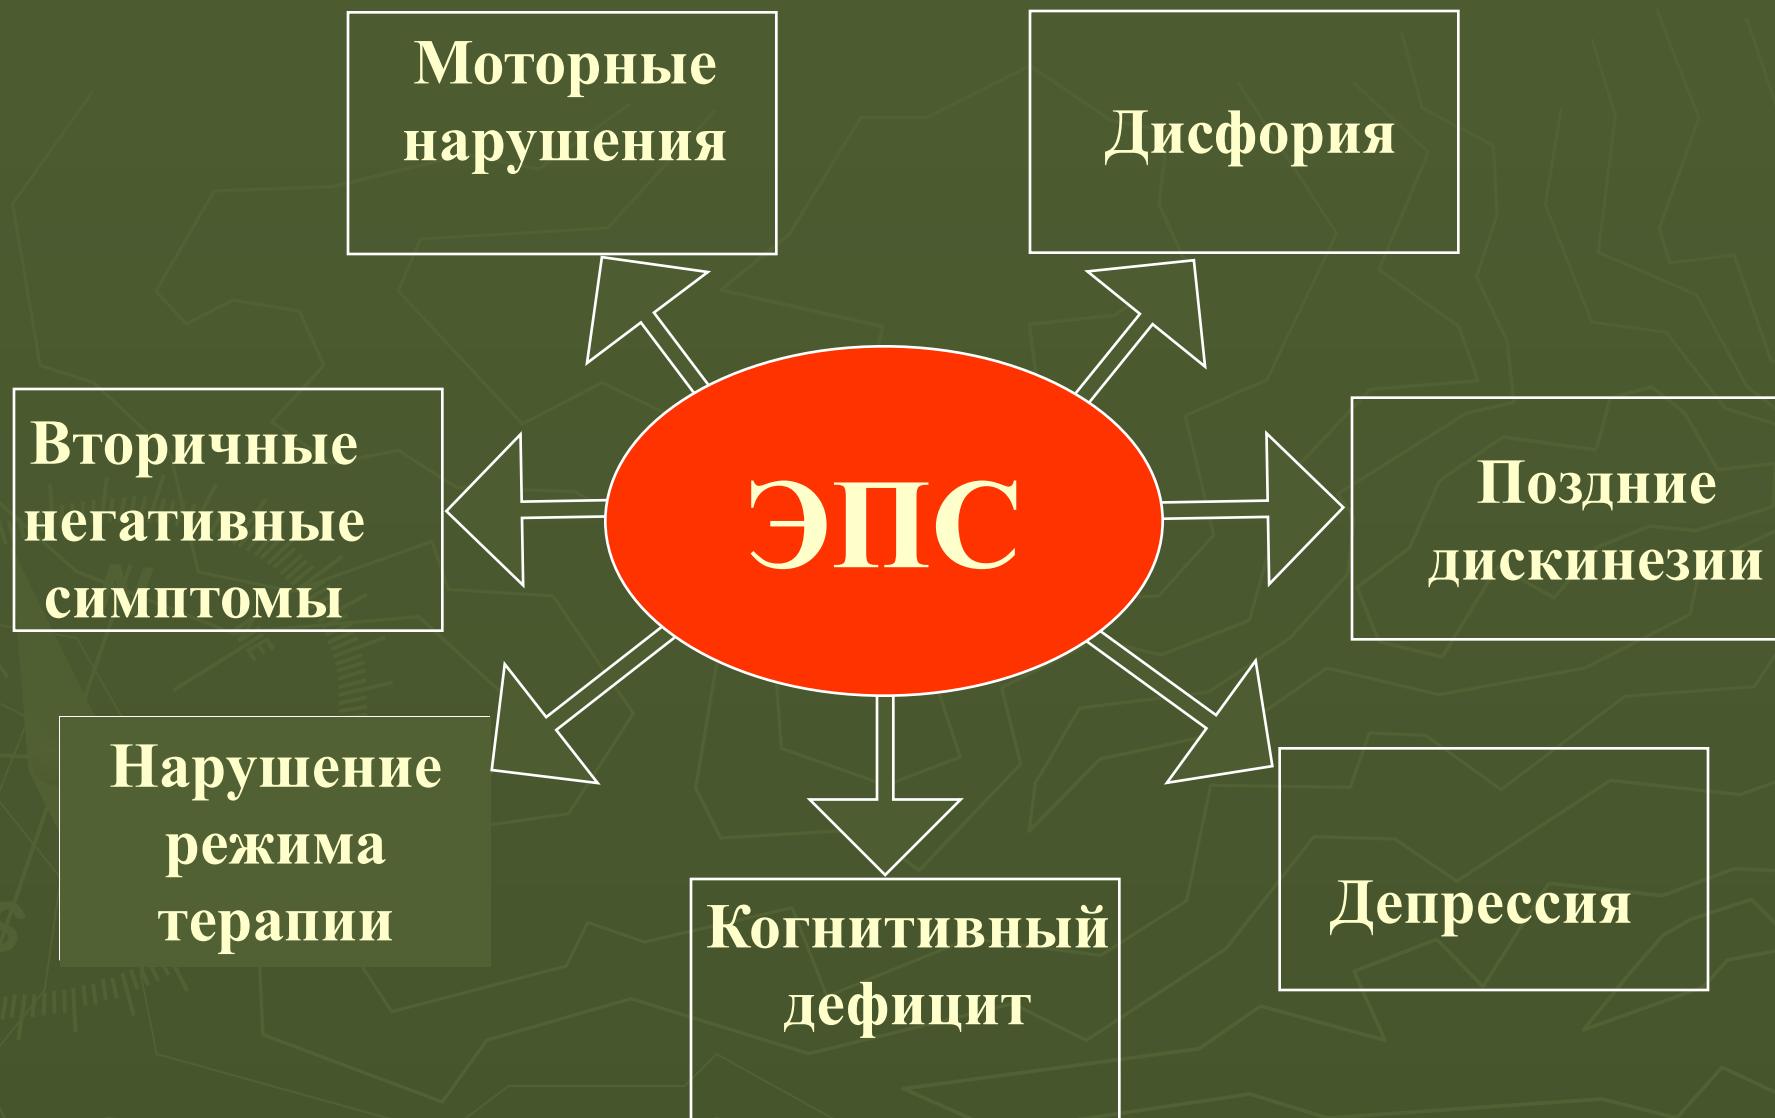 Моторные
нарушения
Дисфория
Вторичные
негативные
симптомы
ЭПС
Поздние
дискинезии
Нарушение
режима
терапии
Когнитивный
дефицит
Депрессия